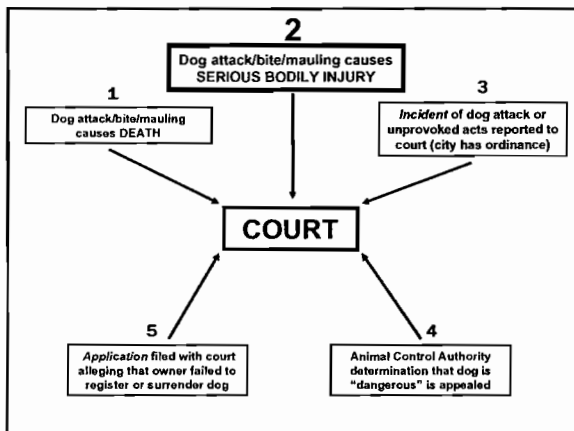 2
Dog attack/bite/mauling causes
SERIOUS BODILY INJURY
1
Dog attack/bite/mauling
causes DEATH
3
Incident of dog attack or
unprovoked acts reported to
court (city has ordinance)
COURT
5
Application filed with court
alleging that owner failed to
register or surrender dog
4
Animal Control Authority
determination that dog is
"dangerous" is appealed